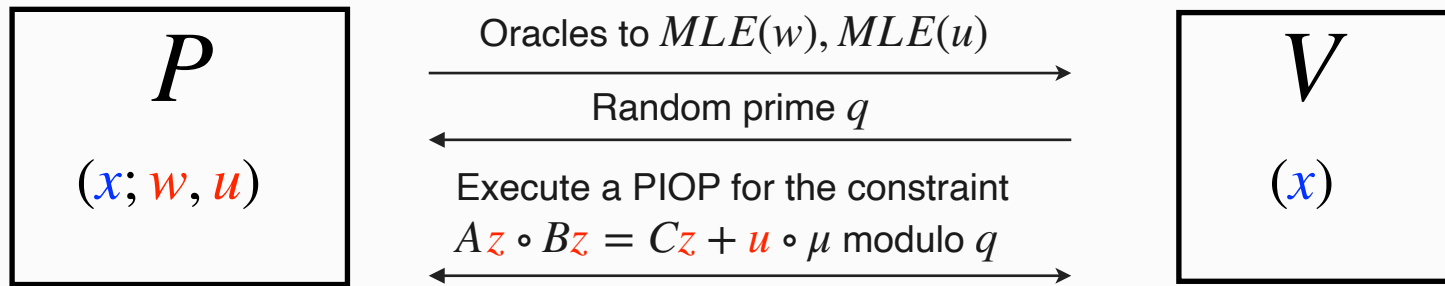 P
(x; w, u)
Oracles to MLE(w), MLE(u)
Random prime q
Execute a PIOP for the constraint
Az ∘ Bz = Cz + u ∘ μ modulo q
V
(x)